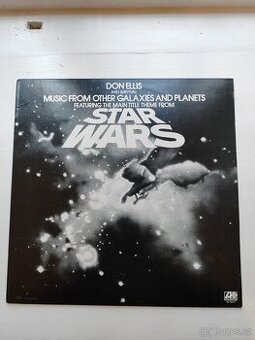 DON ELLIS
AND SURVIVAL
MUSIC FROM OTHER GALAXIES AND PLANETS
FEATURING THE MAIN TITLE THEME FROM
STAR
WARS